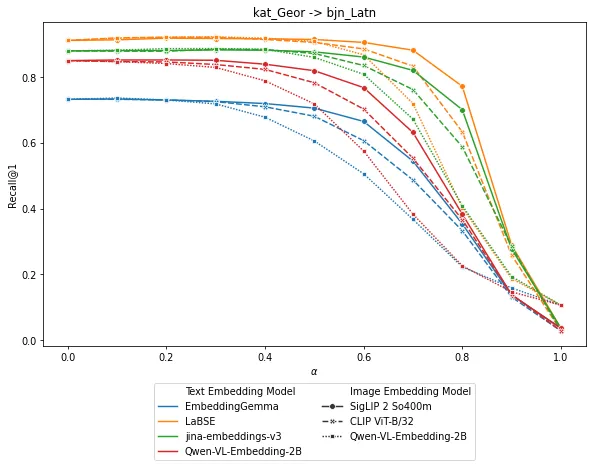 kat_Geor -> bjn_Latn
Recall@1
0.8
0.6
0.4
0.2
0.0
0.0 0.2 0.4 0.6 0.8 1.0
α
Text Embedding Model Image Embedding Model
EmbeddingGemma SigLIP 2 So400m
LaBSE CLIP ViT-B/32
jina-embeddings-v3 Qwen-VL-Embedding-2B
Qwen-VL-Embedding-2B